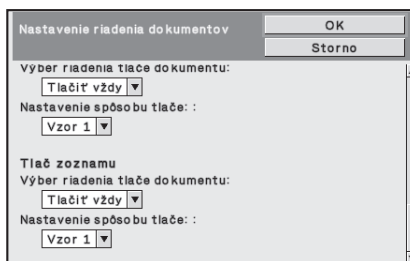 Nastavenie riadenia dokumentov
OK
Storno
Výber riadenia tlače dokumentu:
Tlačiť vždy
Nastavenie spôsobu tlače: :
Vzor 1
Tlač zoznamu
Výber riadenia tlače dokumentu:
Tlačiť vždy
Nastavenie spôsobu tlače: :
Vzor 1